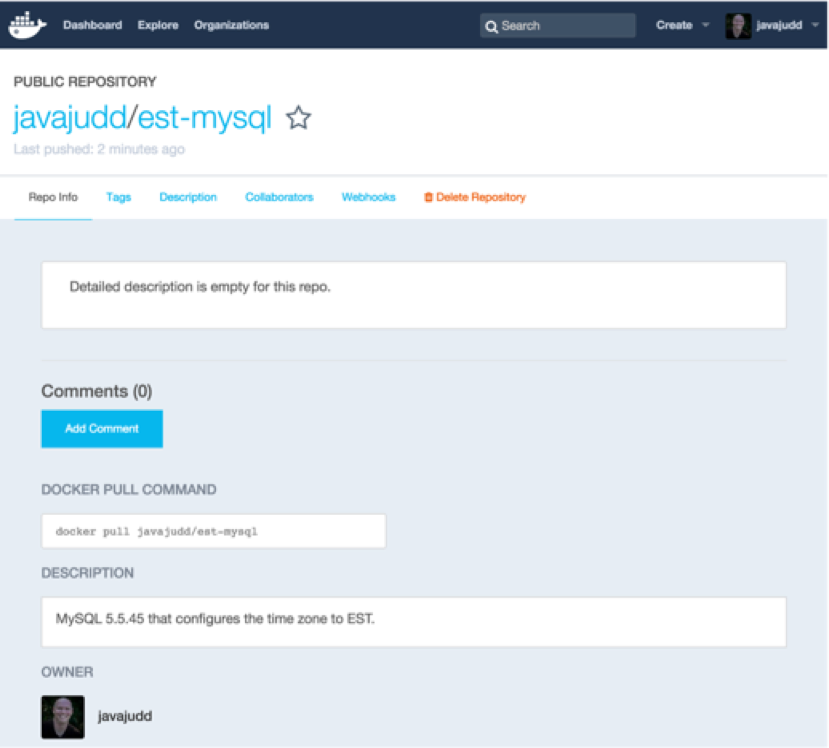 Dashboard Explore Organizations Search Create javajudd
PUBLIC REPOSITORY
javajudd/est-mysql
Last pushed: 2 minutes ago
Repo Info Tags Description Collaborators Webhooks Delete Repository
Detailed description is empty for this repo.
Comments (0)
Add Comment
DOCKER PULL COMMAND
docker pull javajudd/est-mysql
DESCRIPTION
MySQL 5.5.45 that configures the time zone to EST.
OWNER
javajudd